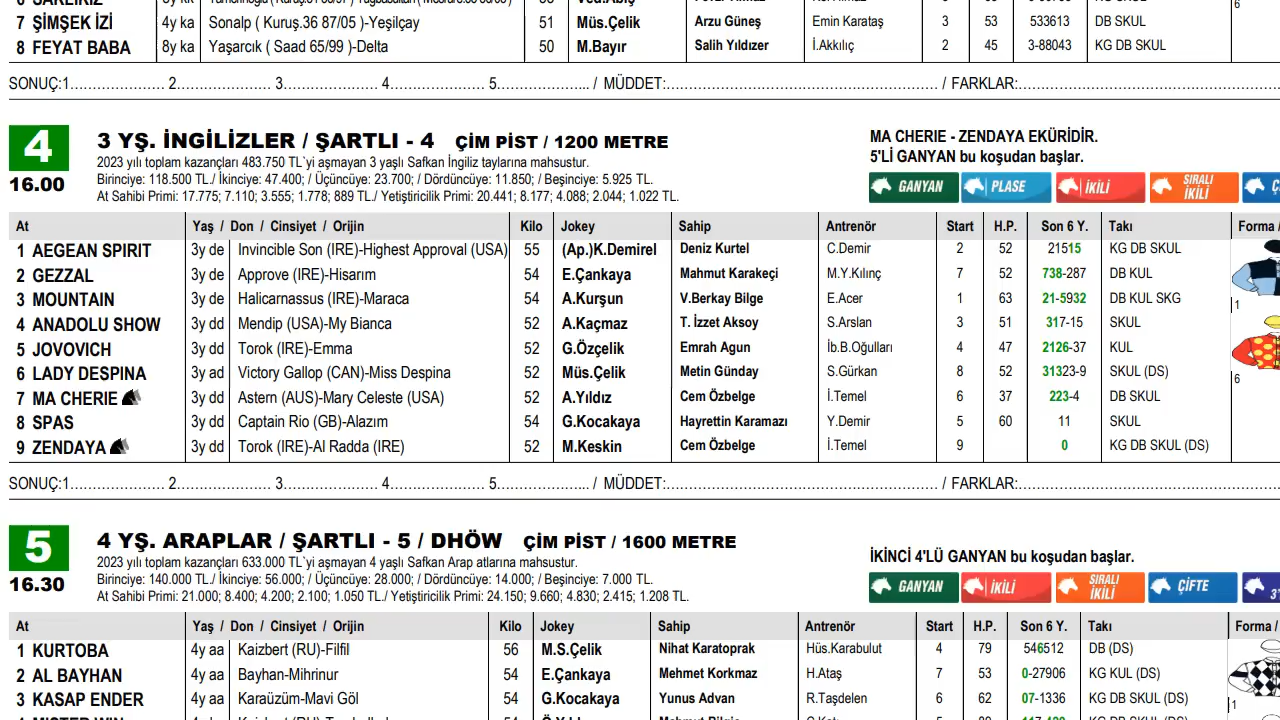 7 ŞİMŞEK İZİ 4y ka Sonalp ( Kuruş.36 87/05 )-Yeşilçay 51 Müs.Çelik Arzu Güneş Emin Karataş 3 53 533613 DB SKUL
8 FEYAT BABA 8y ka Yaşarcık ( Saad 65/99 )-Delta 50 M.Bayır Salih Yıldızer İ.Akkılıç 2 45 3-88043 KG DB SKUL
6
SONUÇ:1…………………. 2…………………. 3…………………. 4…………………. 5………………….. / MÜDDET:……………………………………………………… / FARKLAR:………………………………………………………
4
16.00
3 YŞ. İNGİLİZLER / ŞARTLI - 4 ÇİM PİST / 1200 METRE
2023 yılı toplam kazançları 483.750 TL`yi aşmayan 3 yaşlı Safkan İngiliz taylarına mahsustur.
Birinciye: 118.500 TL./ İkinciye: 47.400; / Üçüncüye: 23.700; / Dördüncüye: 11.850; / Beşinciye: 5.925 TL.
At Sahibi Primi: 17.775; 7.110; 3.555; 1.778; 889 TL./ Yetiştiricilik Primi: 20.441; 8.177; 4.088; 2.044; 1.022 TL.
MA CHERIE - ZENDAYA EKÜRİDİR.
5'Lİ GANYAN bu koşudan başlar.
GANYAN PLASE İKİLİ SIRALI İKİLİ
At Yaş / Don / Cinsiyet / Orijin Kilo Jokey Sahip Antrenör Start H.P. Son 6 Y. Takı Forma /
1 AEGEAN SPIRIT 3y de Invincible Son (IRE)-Highest Approval (USA) 55 (Ap.)K.Demirel Deniz Kurtel C.Demir 2 52 21515 KG DB SKUL
2 GEZZAL 3y de Approve (IRE)-Hisarım 54 E.Çankaya Mahmut Karakeçi M.Y.Kılınç 7 52 738-287 DB KUL
3 MOUNTAIN 3y de Halicarnassus (IRE)-Maraca 54 A.Kurşun V.Berkay Bilge E.Acer 1 63 21-5932 DB KUL SKG 1
4 ANADOLU SHOW 3y dd Mendip (USA)-My Bianca 52 A.Kaçmaz T. İzzet Aksoy S.Arslan 3 51 317-15 SKUL
5 JOVOVICH 3y dd Torok (IRE)-Emma 52 G.Özçelik Emrah Agun İb.B.Oğulları 4 47 2126-37 KUL
6 LADY DESPINA 3y ad Victory Gallop (CAN)-Miss Despina 52 Müs.Çelik Metin Günday S.Gürkan 8 52 31323-9 SKUL (DS) 6
7 MA CHERIE 3y dd Astern (AUS)-Mary Celeste (USA) 52 A.Yıldız Cem Özbelge İ.Temel 6 37 223-4 DB SKUL
8 SPAS 3y dd Captain Rio (GB)-Alazım 54 G.Kocakaya Hayrettin Karamazı Y.Demir 5 60 11 SKUL
9 ZENDAYA 3y dd Torok (IRE)-Al Radda (IRE) 52 M.Keskin Cem Özbelge İ.Temel 9 0 KG DB SKUL (DS)
SONUÇ:1…………………. 2…………………. 3…………………. 4…………………. 5………………….. / MÜDDET:……………………………………………………… / FARKLAR:………………………………………………………
5
16.30
4 YŞ. ARAPLAR / ŞARTLI - 5 / DHÖW ÇİM PİST / 1600 METRE
2023 yılı toplam kazançları 633.000 TL`yi aşmayan 4 yaşlı Safkan Arap atlarına mahsustur.
Birinciye: 140.000 TL./ İkinciye: 56.000; / Üçüncüye: 28.000; / Dördüncüye: 14.000; / Beşinciye: 7.000 TL.
At Sahibi Primi: 21.000; 8.400; 4.200; 2.100; 1.050 TL./ Yetiştiricilik Primi: 24.150; 9.660; 4.830; 2.415; 1.208 TL.
İKİNCİ 4'LÜ GANYAN bu koşudan başlar.
GANYAN İKİLİ SIRALI İKİLİ ÇİFTE
At Yaş / Don / Cinsiyet / Orijin Kilo Jokey Sahip Antrenör Start H.P. Son 6 Y. Takı Forma /
1 KURTOBA 4y aa Kaizbert (RU)-Filfil 56 M.S.Çelik Nihat Karatoprak Hüs.Karabulut 4 79 546512 DB (DS)
2 AL BAYHAN 4y aa Bayhan-Mihrinur 54 E.Çankaya Mehmet Korkmaz H.Ataş 7 53 0-27906 KG KUL (DS)
3 KASAP ENDER 4y aa Karaüzüm-Mavi Göl 54 G.Kocakaya Yunus Advan R.Taşdelen 6 62 07-1336 KG DB SKUL (DS) 1